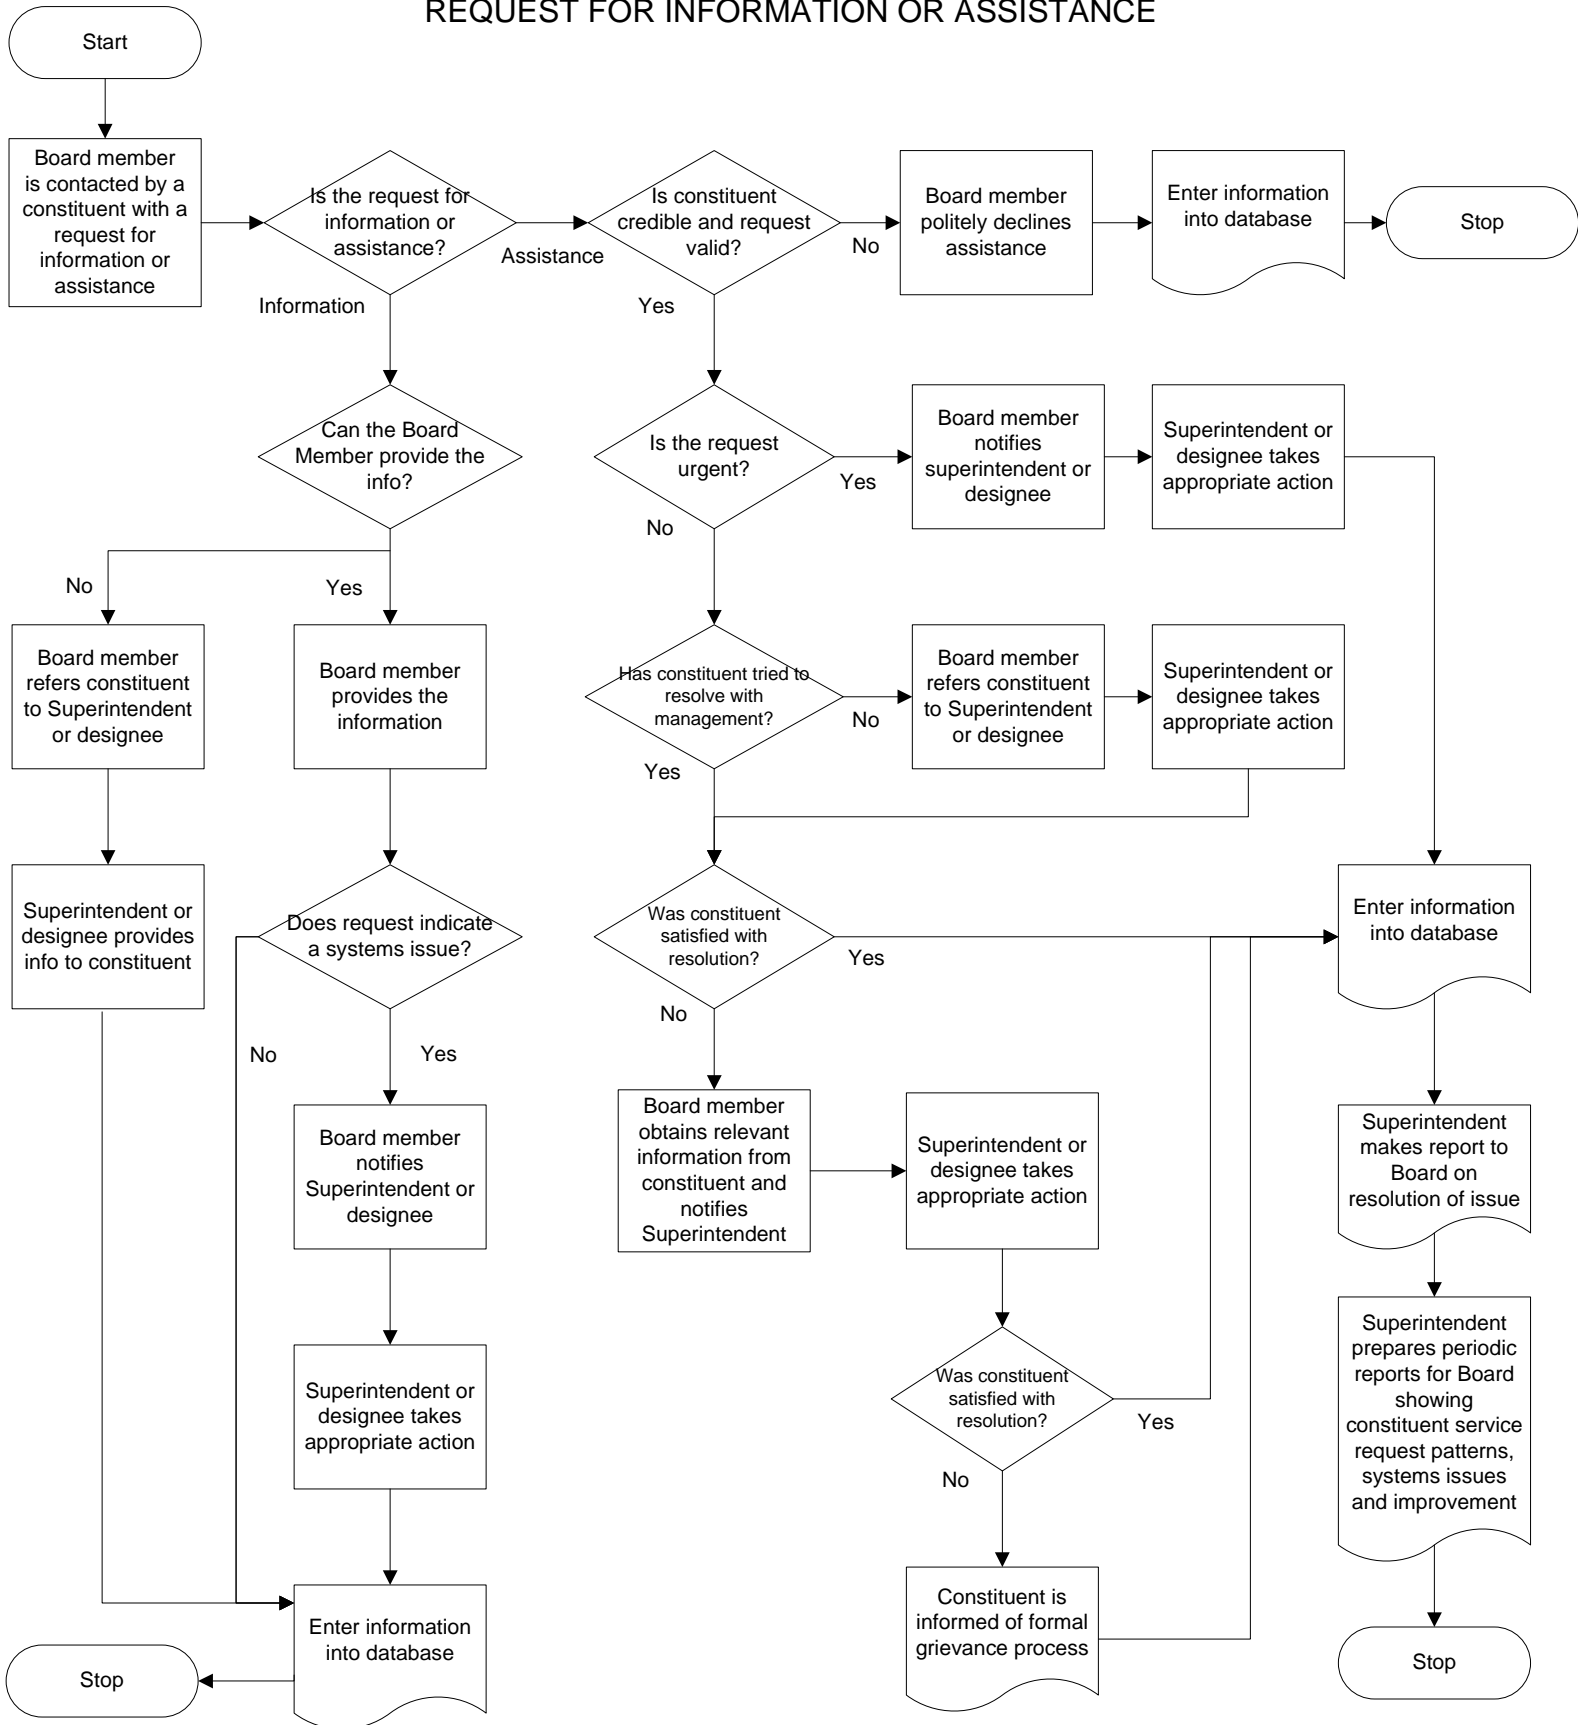 REQUEST FOR INFORMATION OR ASSISTANCE
Start
Board member
is contacted by a
constituent with a
request for
information or
assistance
Is the request for
information or
assistance?
Assistance
Information
Is constituent
credible and request
valid?
No
Yes
Board member
politely declines
assistance
Enter information
into database
Stop
Can the Board
Member provide the
info?
No
Yes
Is the request
urgent?
Yes
No
Board member
notifies
superintendent or
designee
Superintendent or
designee takes
appropriate action
Board member
refers constituent
to Superintendent
or designee
Board member
provides the
information
Has constituent tried to
resolve with
management?
No
Yes
Board member
refers constituent
to Superintendent
or designee
Superintendent or
designee takes
appropriate action
Superintendent or
designee provides
info to constituent
Does request indicate
a systems issue?
No
Yes
Was constituent
satisfied with
resolution?
Yes
No
Enter information
into database
Board member
notifies
Superintendent or
designee
Board member
obtains relevant
information from
constituent and
notifies
Superintendent
Superintendent or
designee takes
appropriate action
Superintendent
makes report to
Board on
resolution of issue
Superintendent or
designee takes
appropriate action
Was constituent
satisfied with
resolution?
Yes
No
Superintendent
prepares periodic
reports for Board
showing
constituent service
request patterns,
systems issues
and improvement
Enter information
into database
Stop
Constituent is
informed of formal
grievance process
Stop